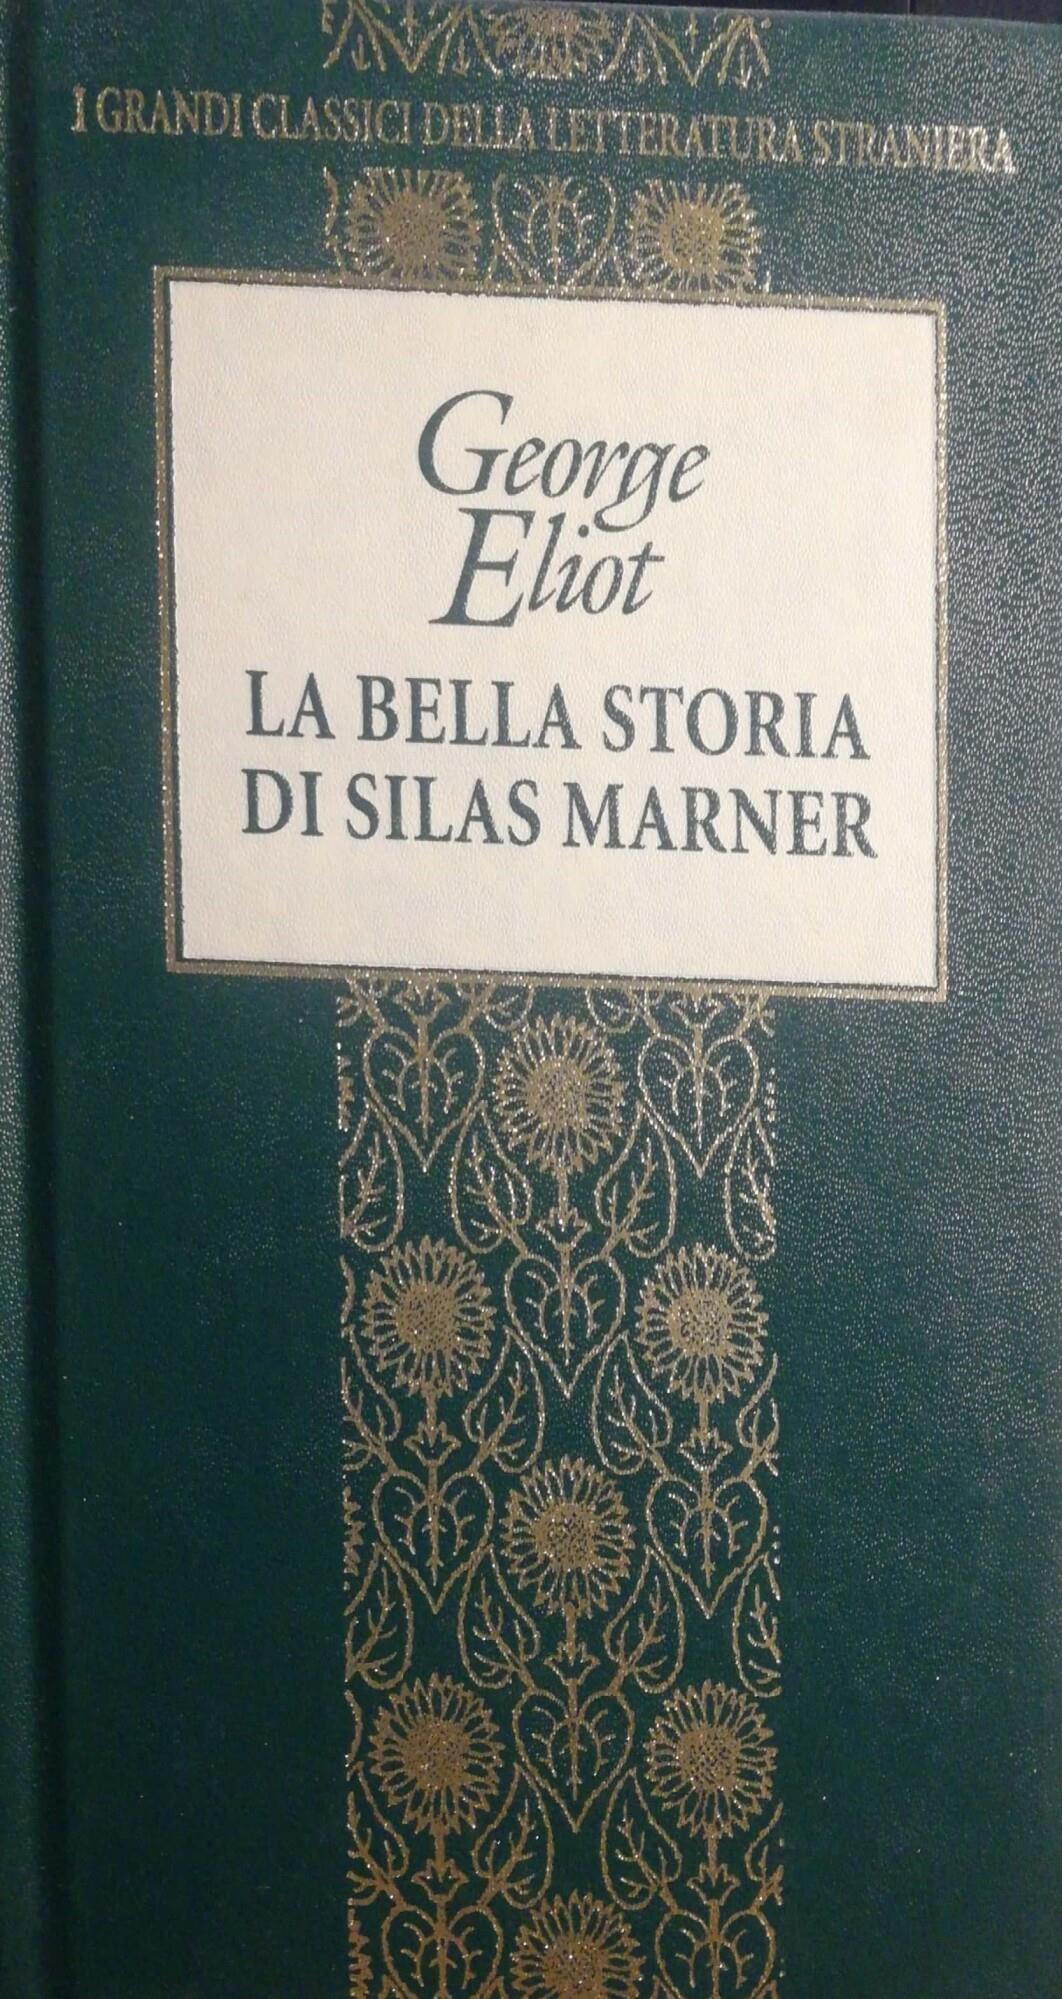 I GRANDI CLASSICI DELLA LETTERATURA STRANIERA
George
Eliot
LA BELLA STORIA
DI SILAS MARNER